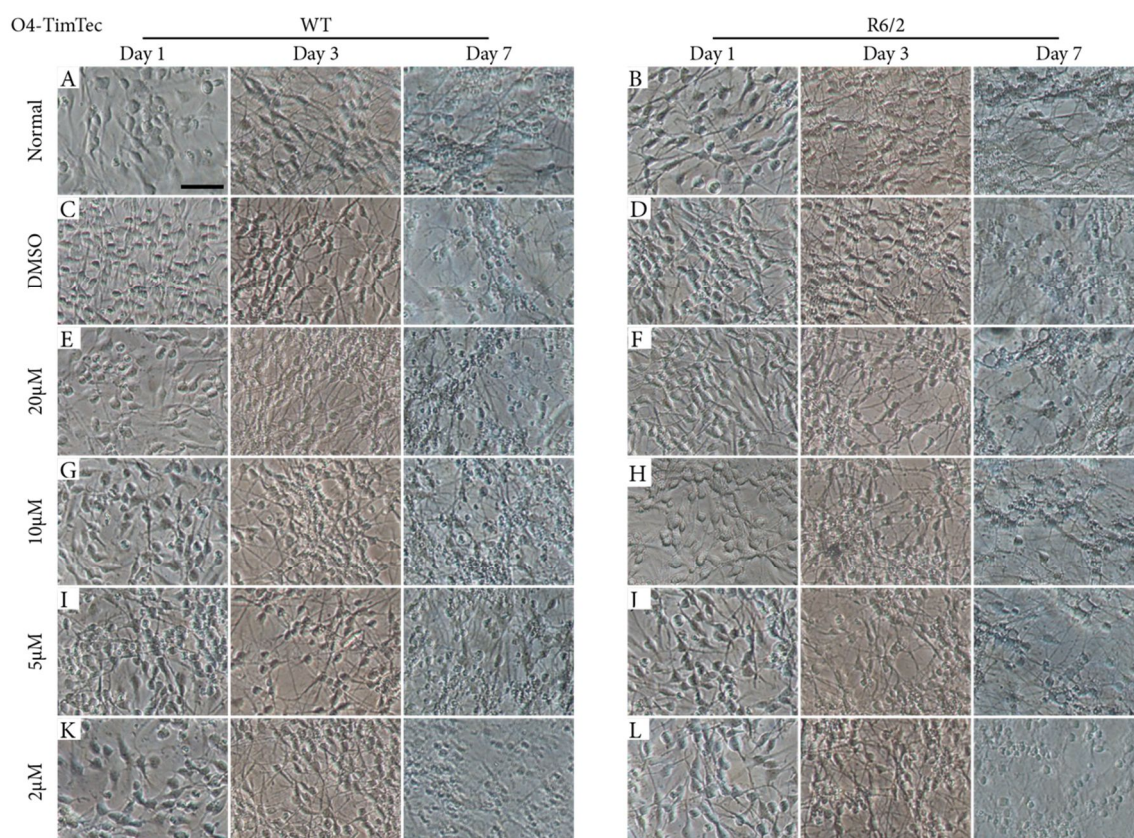 O4-TimTec WT R6/2
Day 1 Day 3 Day 7 Day 1 Day 3 Day 7
Normal A B
DMSO C D
20μM E F
10μM G H
5μM I J
2μM K L